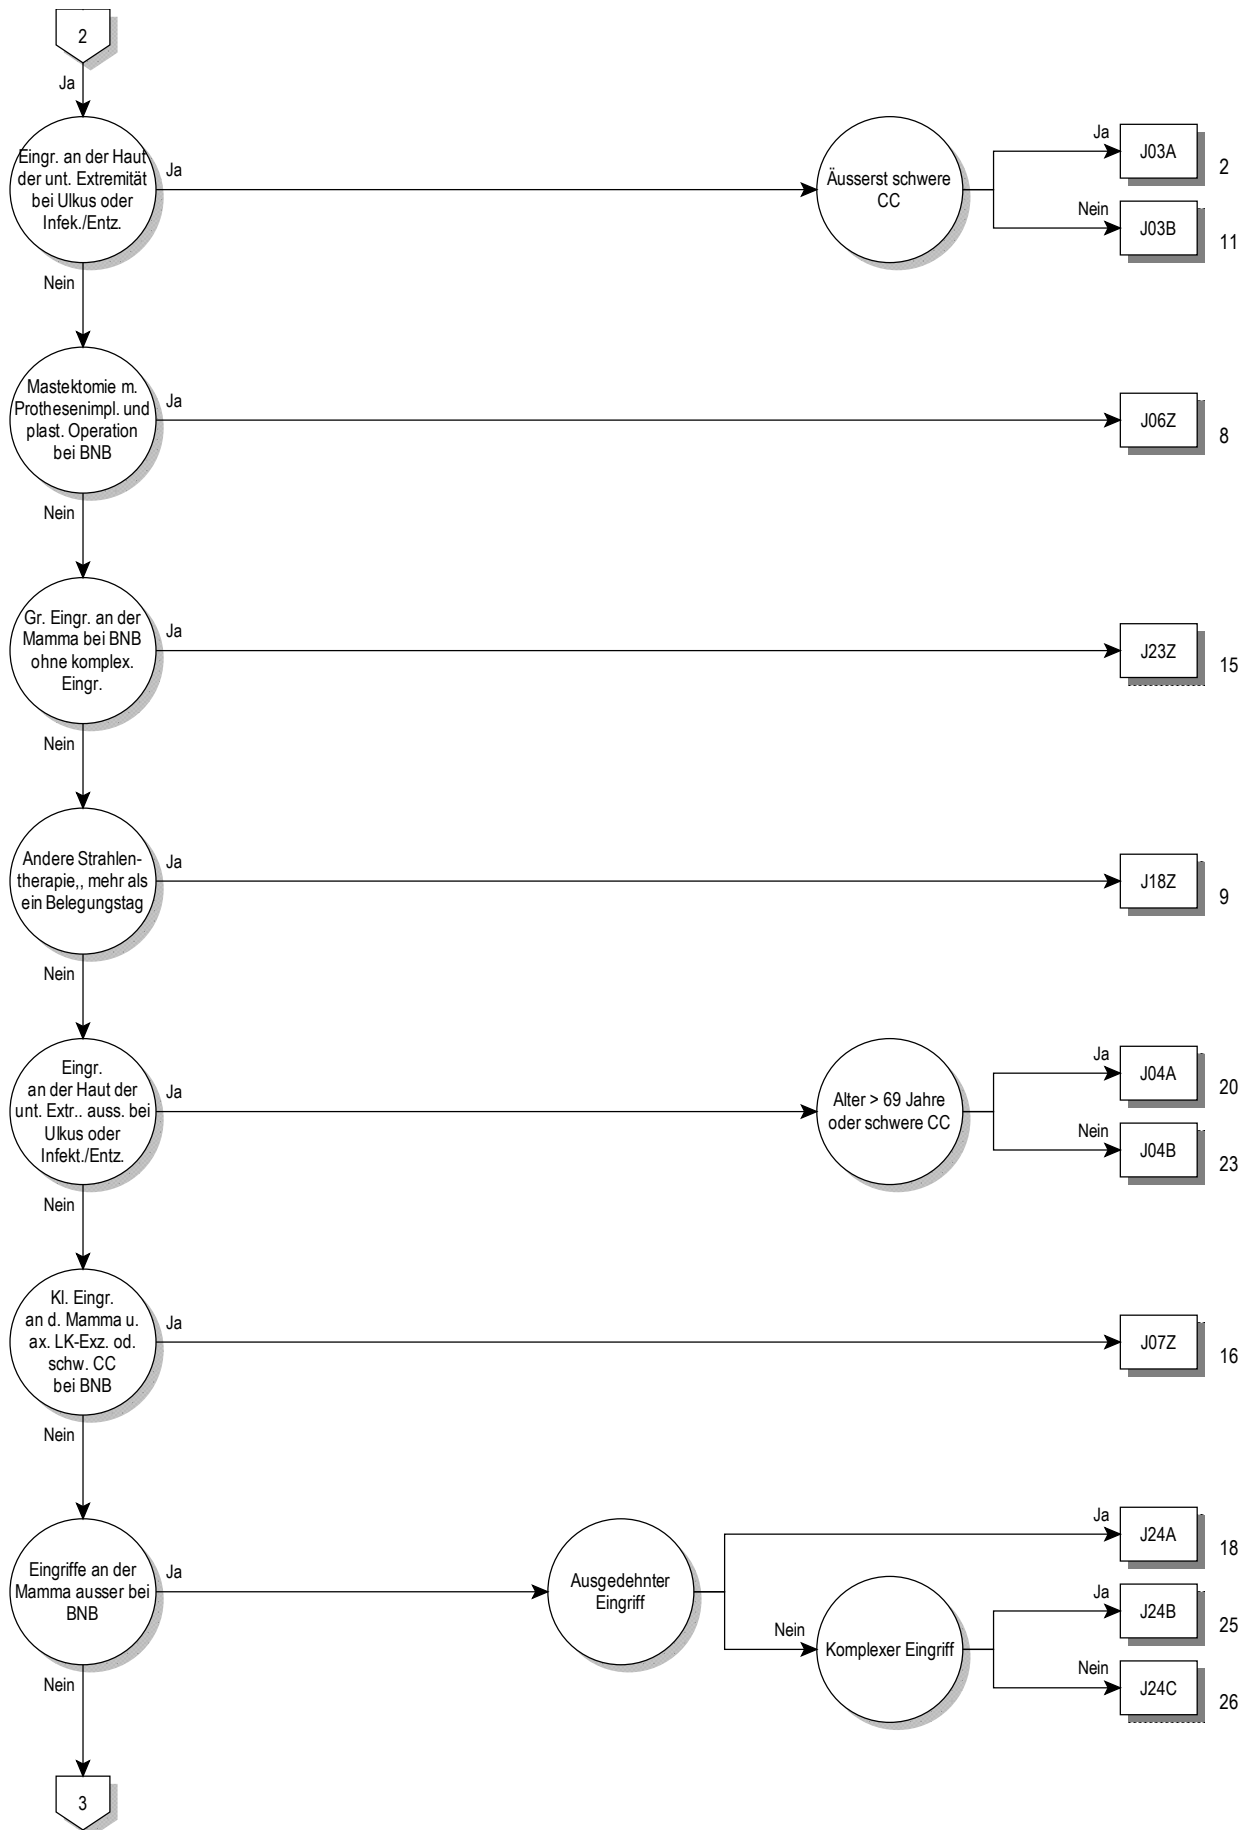 2
Ja
Eingr. an der Haut
der unt. Extremität
bei Ulkus oder
Infek./Entz.
Ja
Äusserst schwere
CC
Ja
J03A
2
Nein
J03B
11
Nein
Mastektomie m.
Prothesenimpl. und
plast. Operation
bei BNB
Ja
J06Z
8
Nein
Gr. Eingr. an der
Mamma bei BNB
ohne komplex.
Eingr.
Ja
J23Z
15
Nein
Andere Strahlen-
therapie,, mehr als
ein Belegungstag
Ja
J18Z
9
Nein
Eingr.
an der Haut der
unt. Extr.. auss. bei
Ulkus oder
Infekt./Entz.
Ja
Alter > 69 Jahre
oder schwere CC
Ja
J04A
20
Nein
J04B
23
Nein
Kl. Eingr.
an d. Mamma u.
ax. LK-Exz. od.
schw. CC
bei BNB
Ja
J07Z
16
Nein
Eingriffe an der
Mamma ausser bei
BNB
Ja
Ausgedehnter
Eingriff
Ja
J24A
18
Nein
Komplexer Eingriff
Ja
J24B
25
Nein
J24C
26
Nein
3